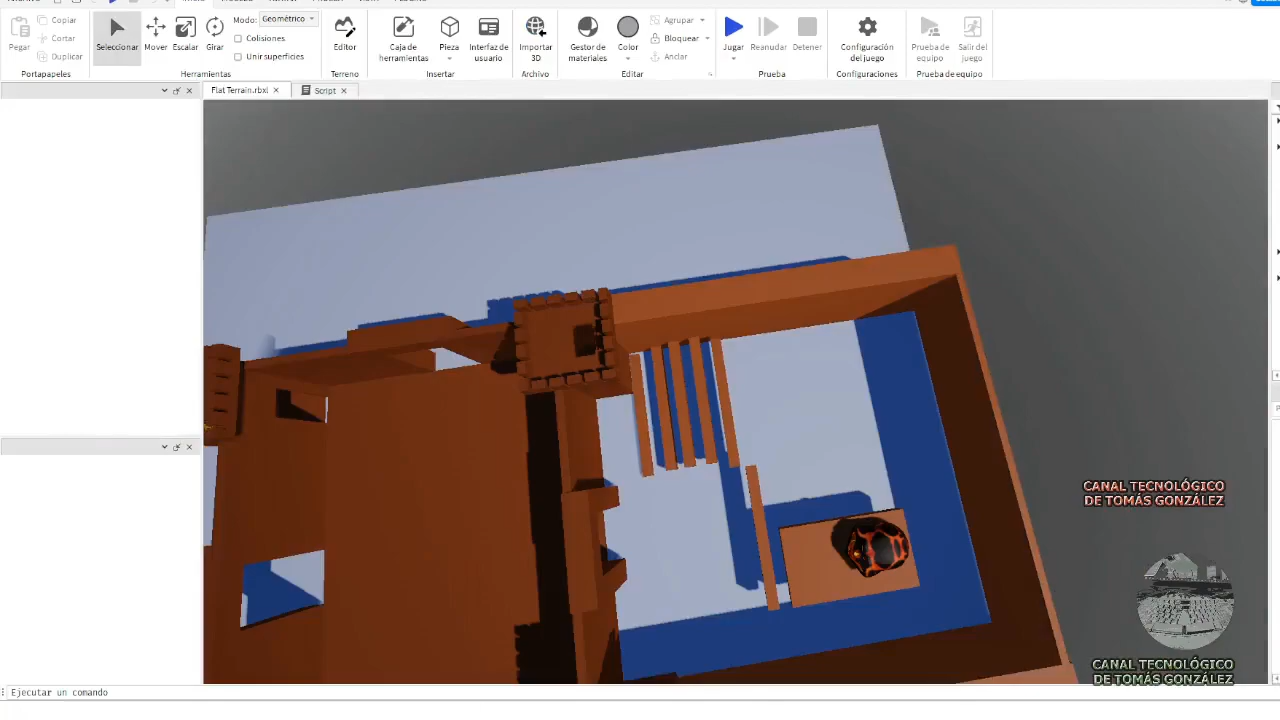 Pegar
Copiar
Cortar
Duplicar
Portapapeles
Seleccionar
Mover
Escalar
Girar
Modo: Geométrico
Colisiones
Unir superficies
Herramientas
Editor
Terreno
Caja de
herramientas
Pieza
Interfaz de
usuario
Insertar
Importar
3D
Archivo
Gestor de
materiales
Color
Agrupar
Bloquear
Anclar
Editar
Jugar
Reanudar
Detener
Prueba
Configuración
del juego
Configuraciones
Prueba de
equipo
Salir del
juego
Prueba de equipo
Flat Terrain.rbxl
Script
CANAL TECNOLÓGICO
DE TOMÁS GONZÁLEZ
CANAL TECNOLÓGICO
DE TOMÁS GONZÁLEZ
Ejecutar un comando